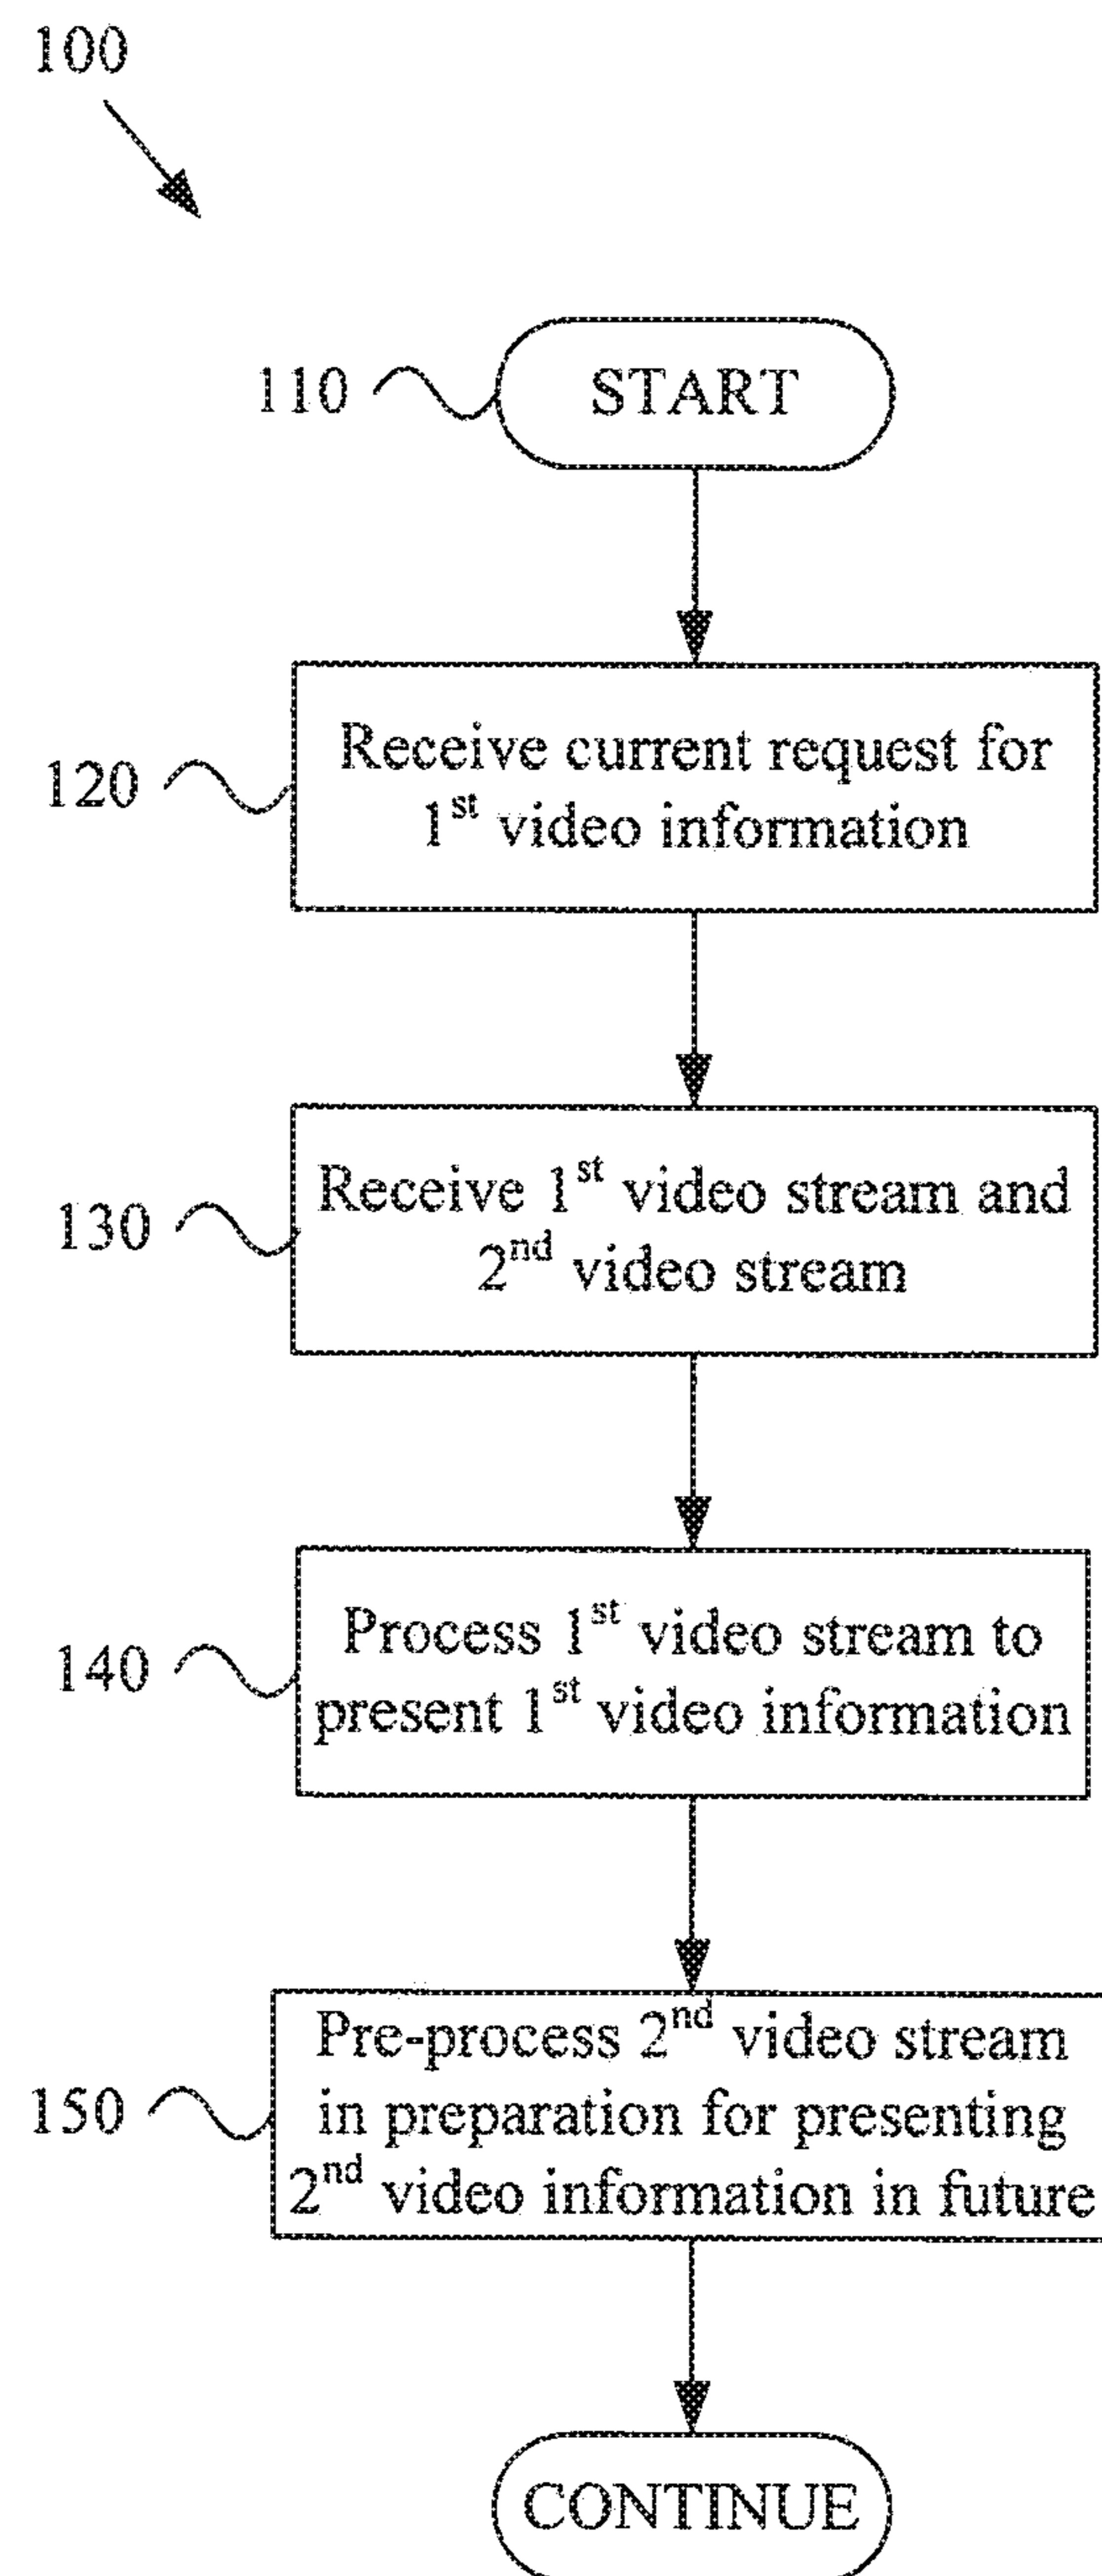 100
110
START
120
Receive current request for
1st video information
130
Receive 1st video stream and
2nd video stream
140
Process 1st video stream to
present 1st video information
150
Pre-process 2nd video stream
in preparation for presenting
2nd video information in future
CONTINUE